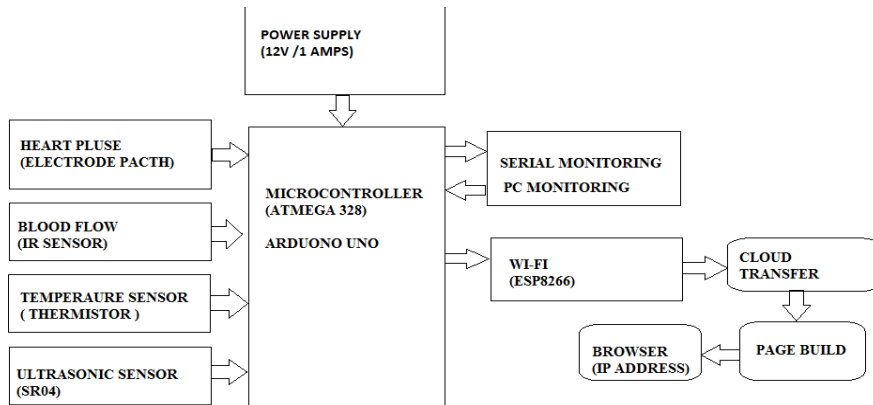 POWER SUPPLY
(12V /1 AMPS)
HEART PLUSE
(ELECTRODE PACTH)
BLOOD FLOW
(IR SENSOR)
TEMPERAURE SENSOR
( THERMISTOR )
ULTRASONIC SENSOR
(SR04)
MICROCONTROLLER
(ATMEGA 328)
ARDUONO UNO
SERIAL MONITORING
PC MONITORING
WI-FI
(ESP8266)
CLOUD
TRANSFER
PAGE BUILD
BROWSER
(IP ADDRESS)